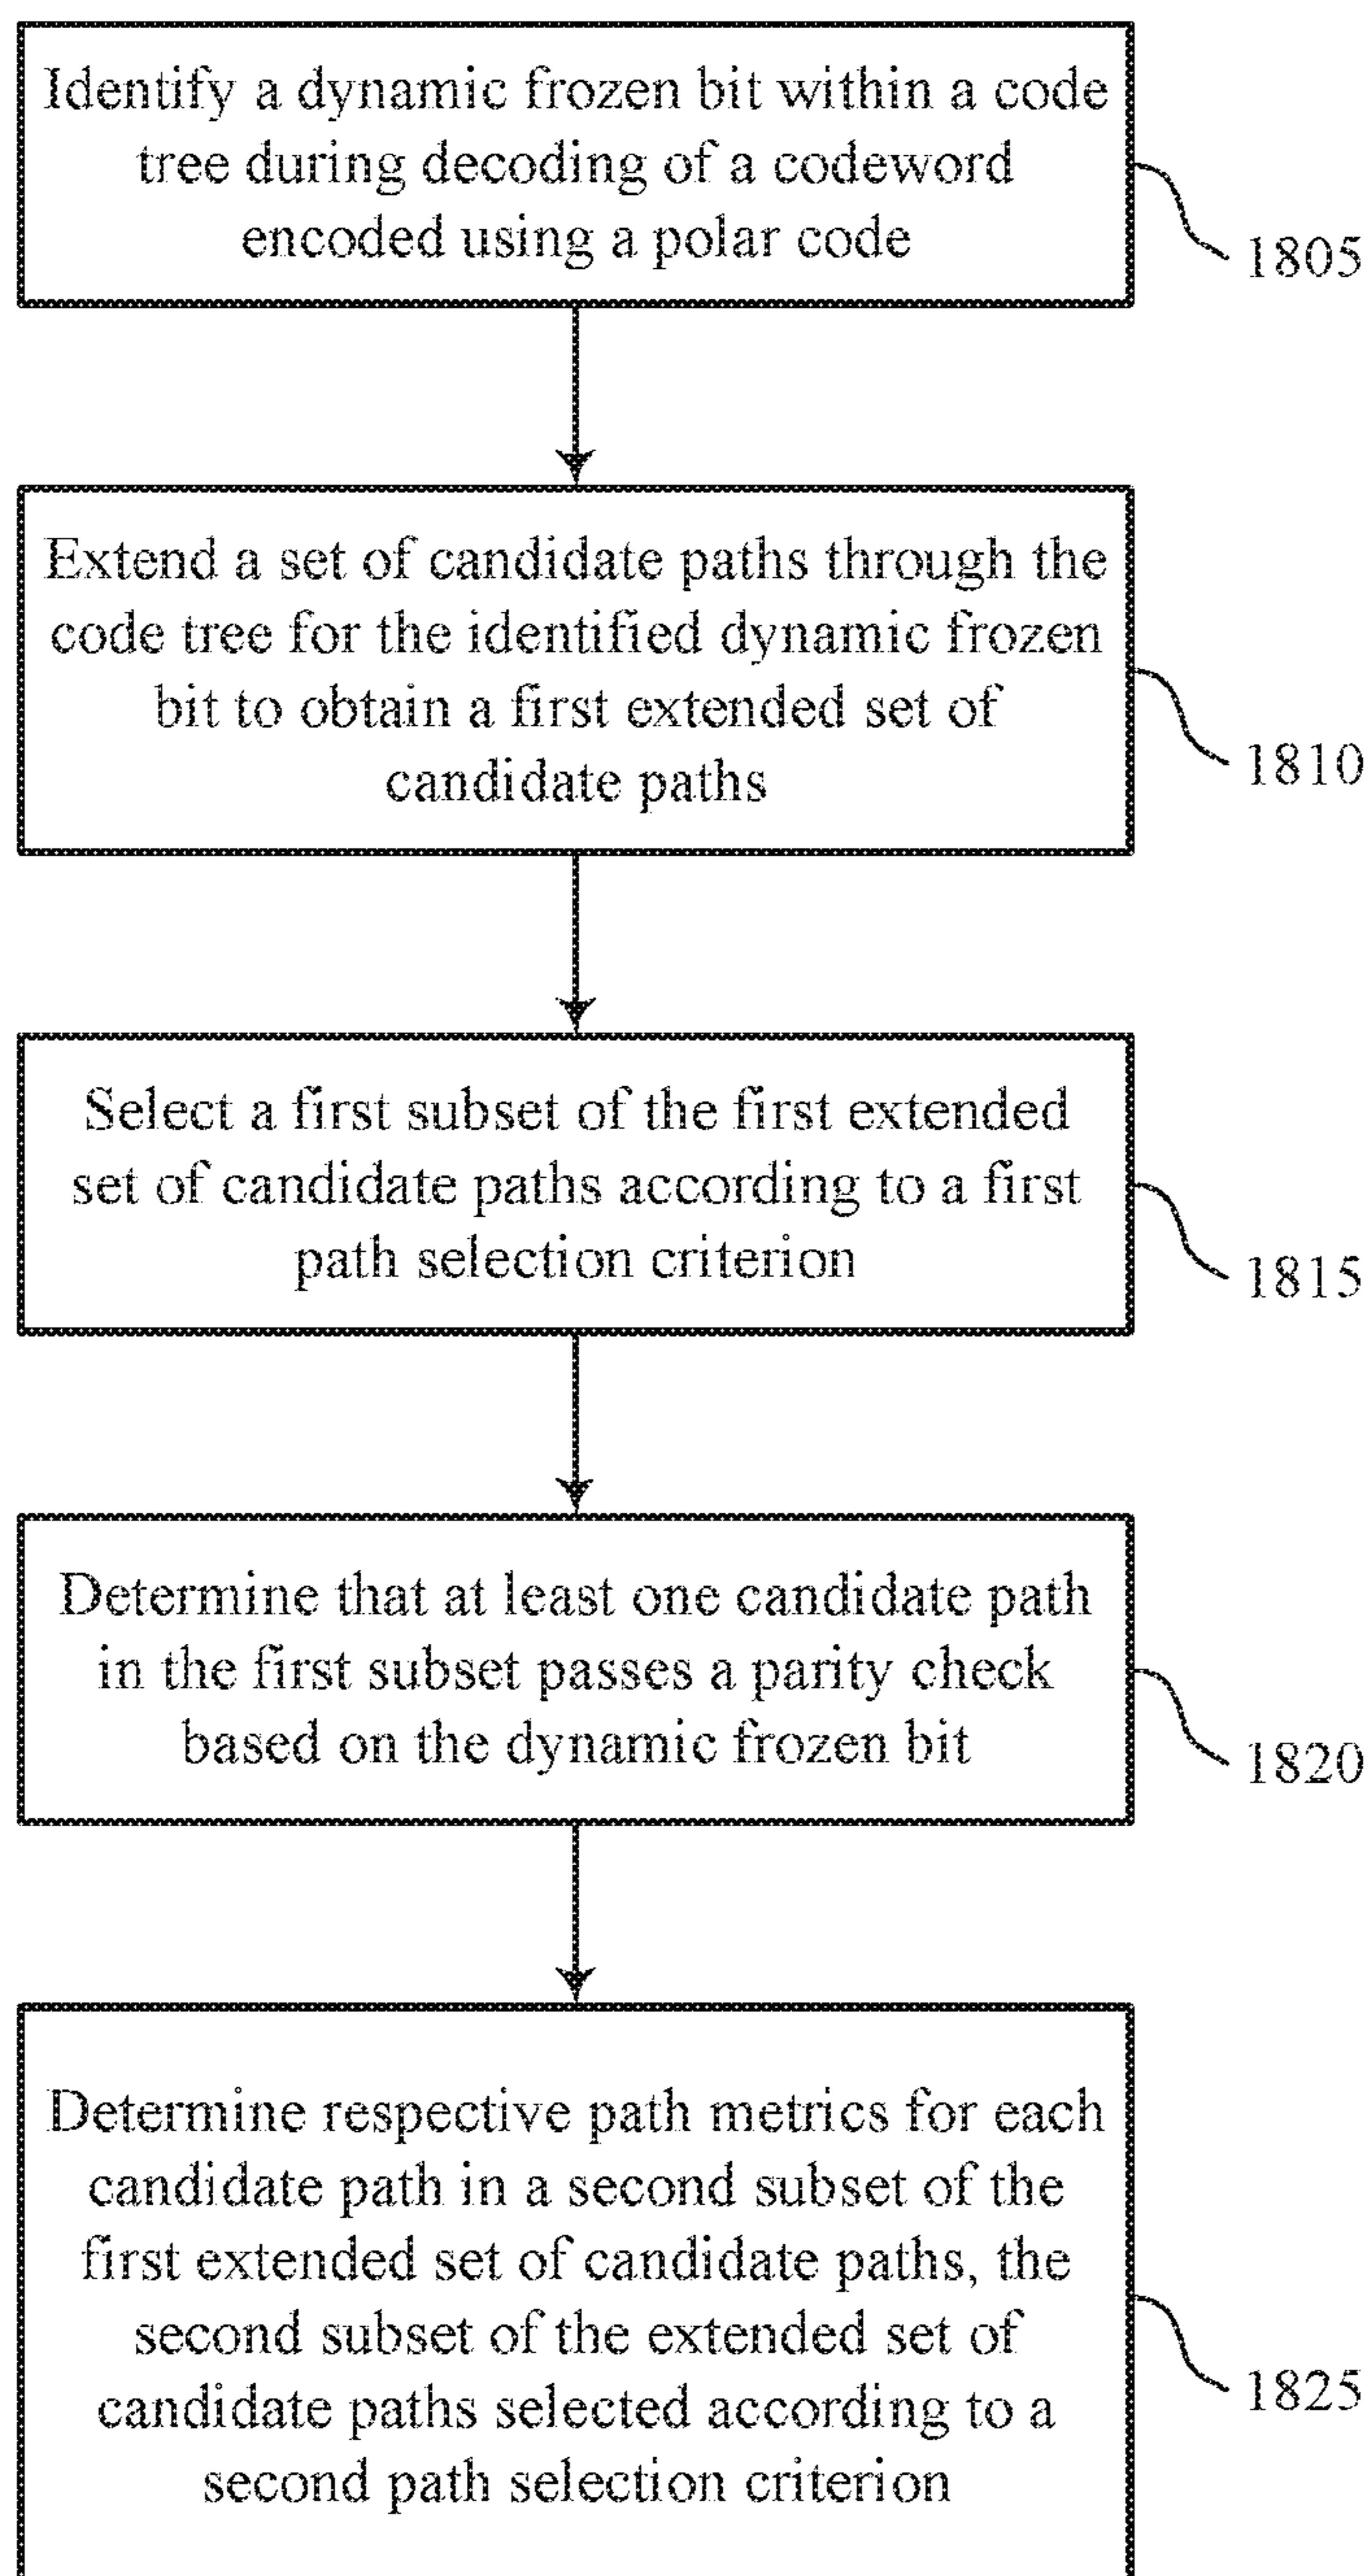 Identify a dynamic frozen bit within a code
tree during decoding of a codeword
encoded using a polar code
1805
Extend a set of candidate paths through the
code tree for the identified dynamic frozen
bit to obtain a first extended set of
candidate paths
1810
Select a first subset of the first extended
set of candidate paths according to a first
path selection criterion
1815
Determine that at least one candidate path
in the first subset passes a parity check
based on the dynamic frozen bit
1820
Determine respective path metrics for each
candidate path in a second subset of the
first extended set of candidate paths, the
second subset of the extended set of
candidate paths selected according to a
second path selection criterion
1825